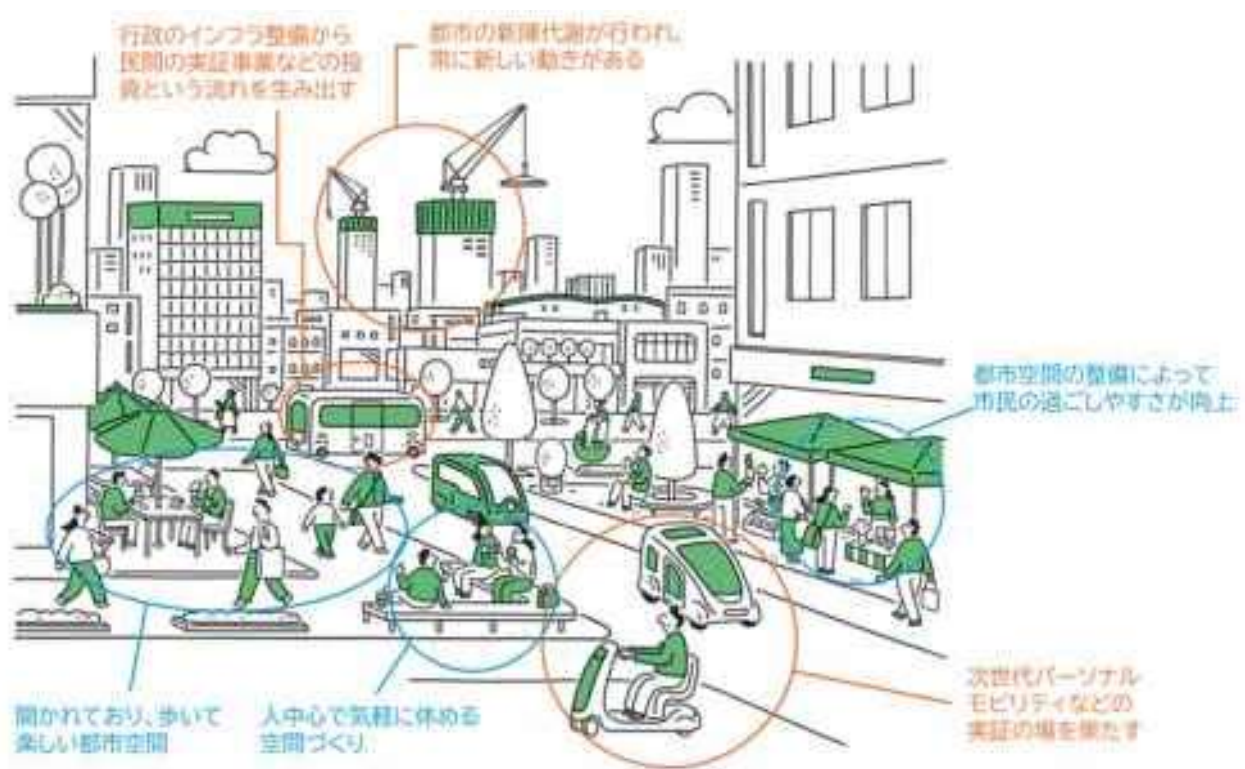 行政のインフラ整備から
民間の実証事業などの投
資という流れを生み出す
都市の新陳代謝が行われ、
常に新しい動きがある
都市空間の整備によって
市民の過ごしやすさが向上
次世代パーソナル
モビリティなどの
実証の場を果たす
開かれており、歩いて
楽しい都市空間
人中心で気軽に休める
空間づくり